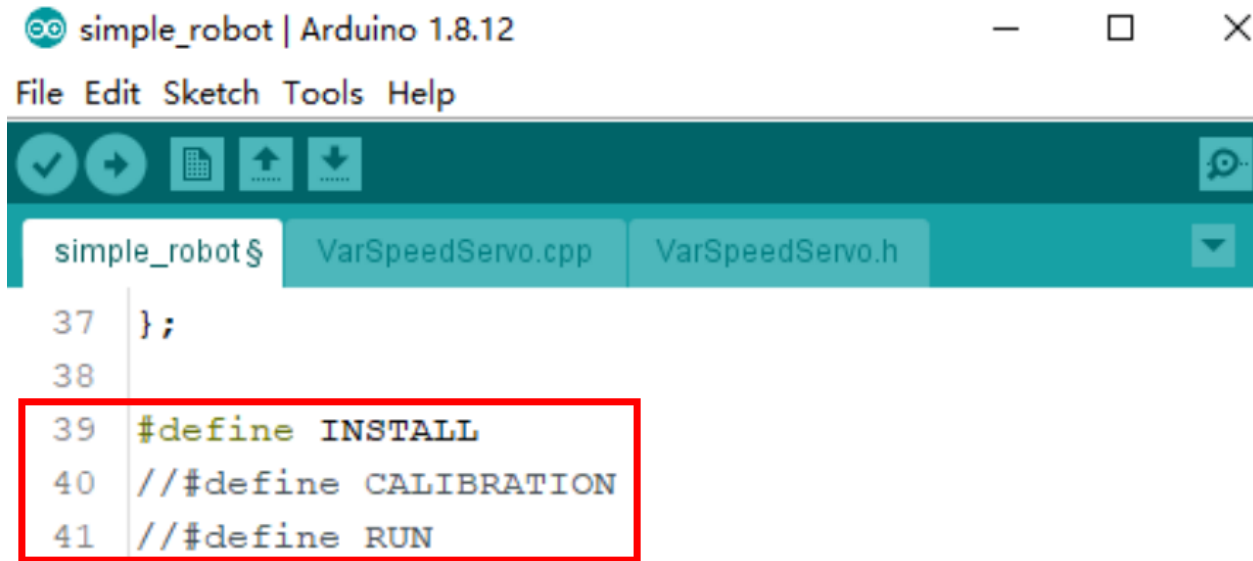 simple_robot | Arduino 1.8.12
File Edit Sketch Tools Help
simple_robot§ VarSpeedServo.cpp VarSpeedServo.h
37 };
38
39 #define INSTALL
40 //#define CALIBRATION
41 //#define RUN